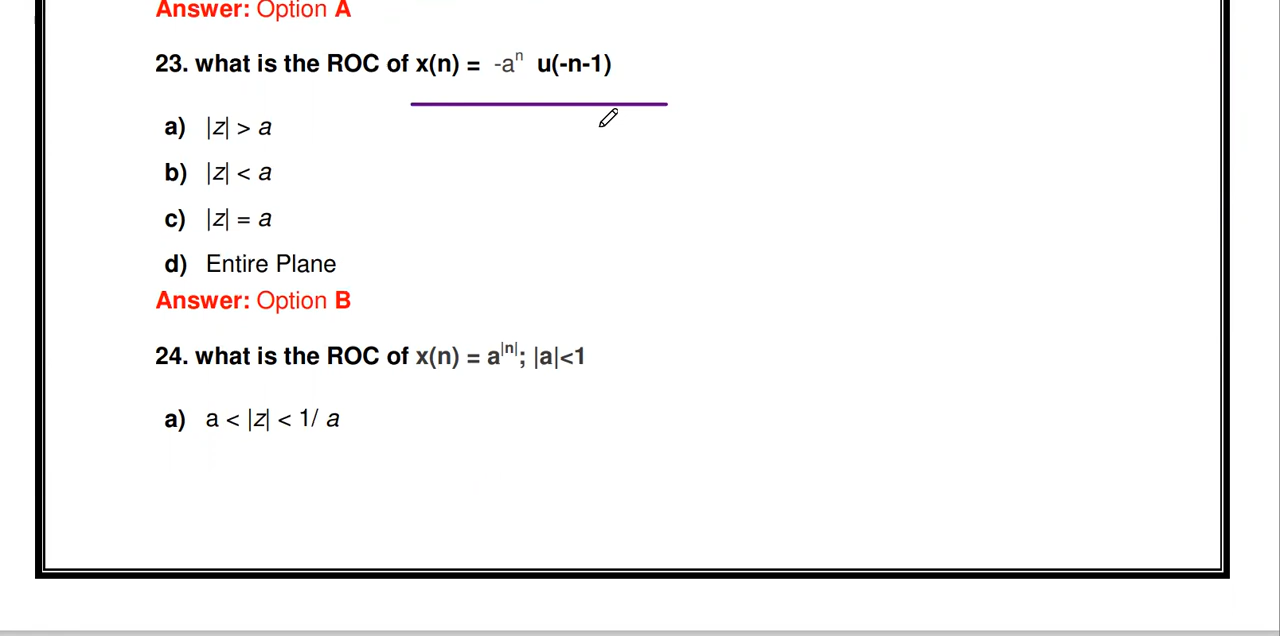 Answer: Option A
23. what is the ROC of x(n) = -aⁿ u(-n-1)
a) |z| > a
b) |z| < a
c) |z| = a
d) Entire Plane
Answer: Option B
24. what is the ROC of x(n) = a^|n|; |a|<1
a) a < |z| < 1/ a